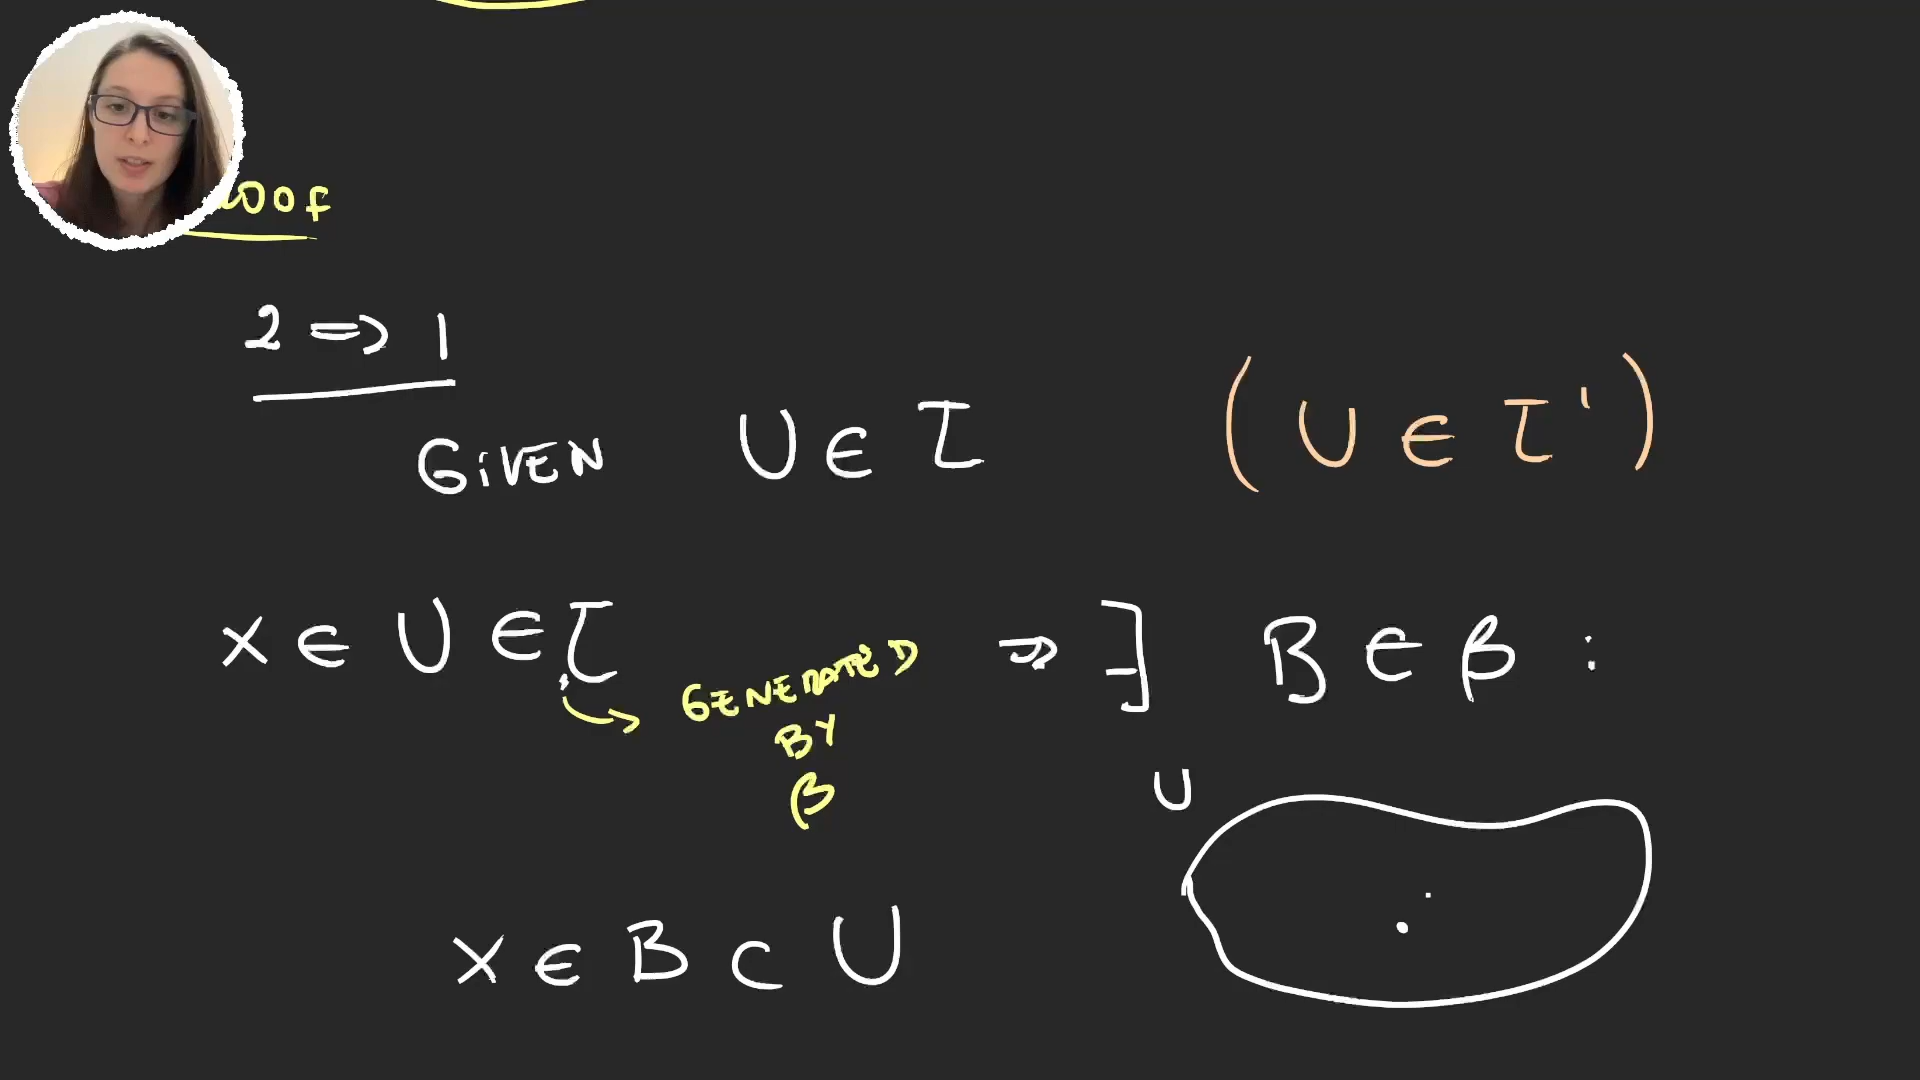 roof
2 => 1
GIVEN U ∈ τ (U ∈ τ')
x ∈ U ∈ τ => ∃ B ∈ β :
GENERATED
BY
β
U
x ∈ B ⊂ U